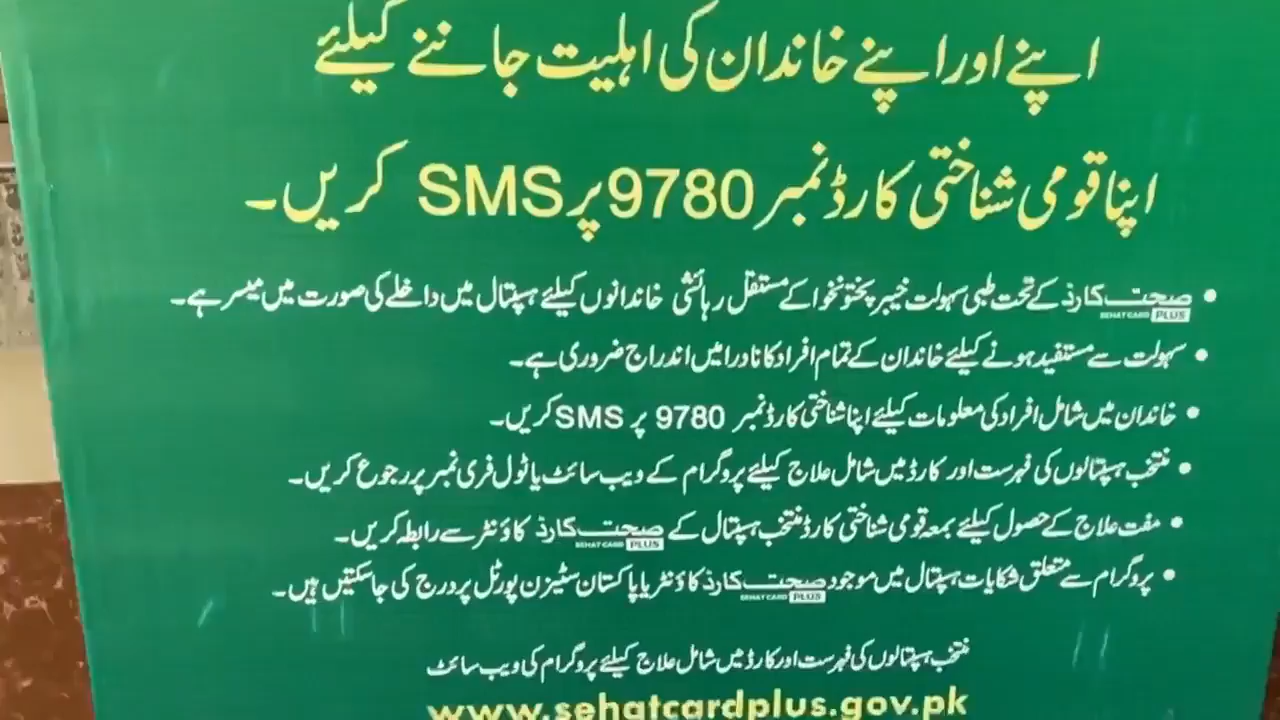 اپنے اور اپنے خاندان کی اہلیت جاننے کیلئے
اپنا قومی شناختی کارڈ نمبر 9780 پر SMS کریں۔
• صحت کارڈ SEHAT CARD PLUS کے تحت طبی سہولت خیبر پختونخوا کے مستقل رہائشی خاندانوں کیلئے ہسپتال میں داخلے کی صورت میں میسر ہے۔
• سہولت سے مستفید ہونے کیلئے خاندان کے تمام افراد کا نادرا میں اندراج ضروری ہے۔
• خاندان میں شامل افراد کی معلومات کیلئے اپنا شناختی کارڈ نمبر 9780 پر SMS کریں۔
• منتخب ہسپتالوں کی فہرست اور کارڈ میں شامل علاج کیلئے پروگرام کے ویب سائٹ یا ٹول فری نمبر پر رجوع کریں۔
• مفت علاج کے حصول کیلئے بمعہ قومی شناختی کارڈ منتخب ہسپتال کے صحت کارڈ SEHAT CARD PLUS کاؤنٹر سے رابطہ کریں۔
• پروگرام سے متعلق شکایات ہسپتال میں موجود صحت کارڈ SEHAT CARD PLUS کاؤنٹر یا پاکستان سٹیزن پورٹل پر درج کی جاسکتیں ہیں۔
منتخب ہسپتالوں کی فہرست اور کارڈ میں شامل علاج کیلئے پروگرام کی ویب سائٹ
www.sehatcardplus.gov.pk